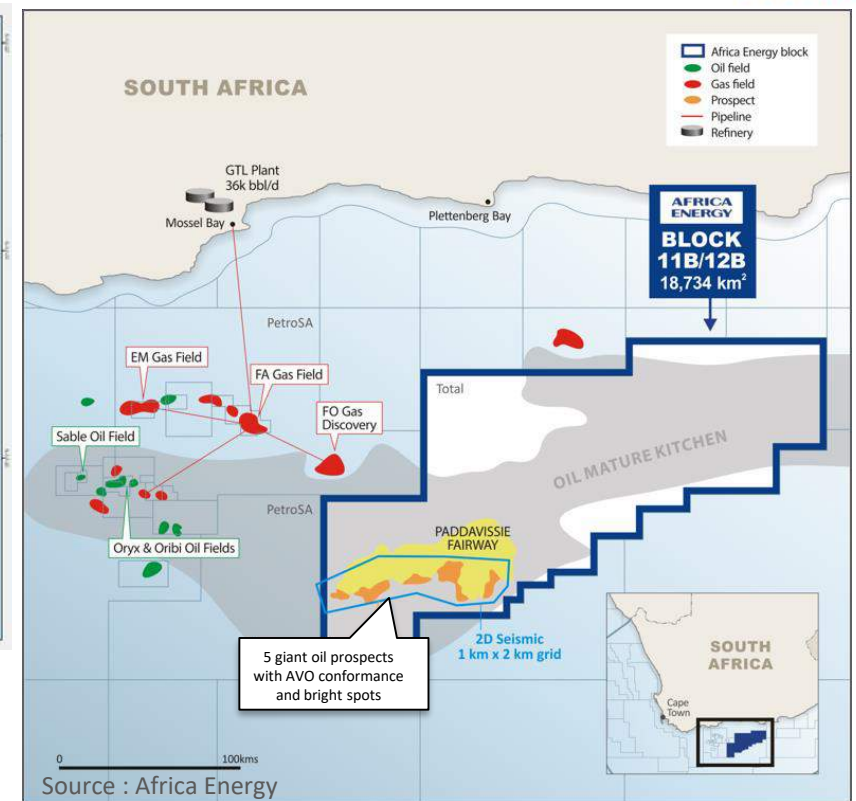 SOUTH AFRICA
Africa Energy block
Oil field
Gas field
Prospect
Pipeline
Refinery
GTL Plant
36k bbl/d
Mossel Bay
Plettenberg Bay
AFRICA
ENERGY
BLOCK
11B/12B
18,734 km²
PetroSA
EM Gas Field
FA Gas Field
Total
FO Gas
Discovery
Sable Oil Field
OIL MATURE KITCHEN
PetroSA
PADDAVISSIE
FAIRWAY
Oryx & Oribi Oil Fields
2D Seismic
1 km x 2 km grid
5 giant oil prospects
with AVO conformance
and bright spots
SOUTH
AFRICA
Cape
Town
0 100kms
Source : Africa Energy